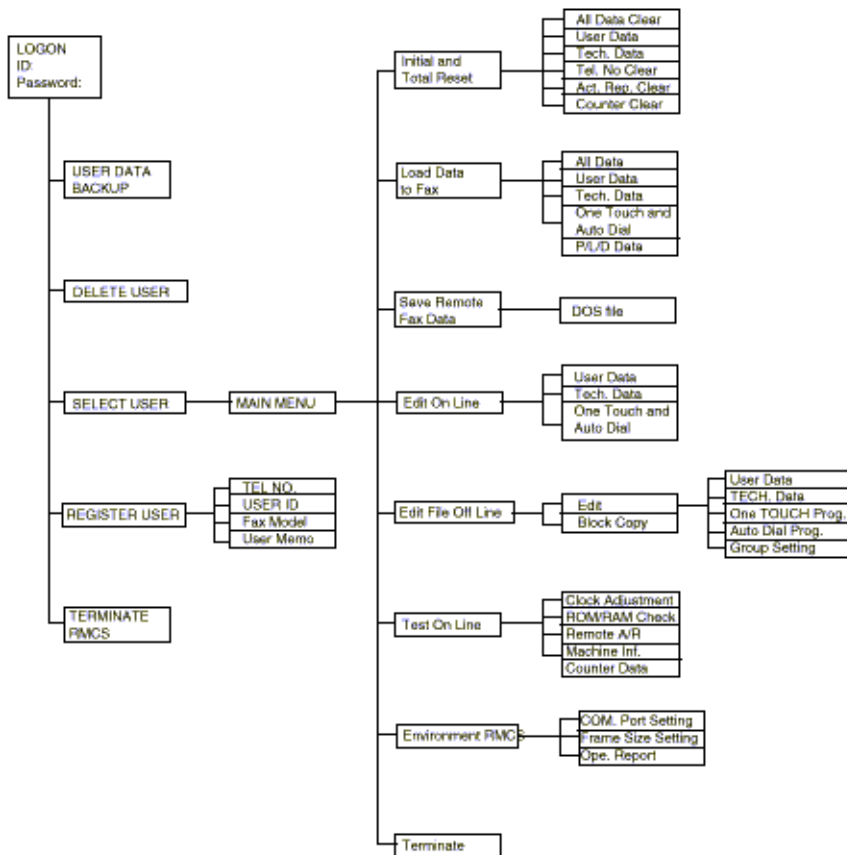 LOGON
ID:
Password:
USER DATA
BACKUP
DELETE USER
SELECT USER
REGISTER USER
TERMINATE
RMCS
MAIN MENU
TEL NO.
USER ID
Fax Model
User Memo
Initial and
Total Reset
All Data Clear
User Data
Tech. Data
Tel. No Clear
Act. Rep. Clear
Counter Clear
Load Data
to Fax
All Data
User Data
Tech. Data
One Touch and
Auto Dial
P/L/D Data
Save Remote
Fax Data
DOS file
Edit On Line
User Data
Tech. Data
One Touch and
Auto Dial
Edit File Off Line
Edit
Block Copy
User Data
TECH. Data
One TOUCH Prog.
Auto Dial Prog.
Group Setting
Test On Line
Clock Adjustment
ROM/RAM Check
Remote A/R
Machine Inf.
Counter Data
Environment RMCS
COM. Port Setting
Frame Size Setting
Ope. Report
Terminate